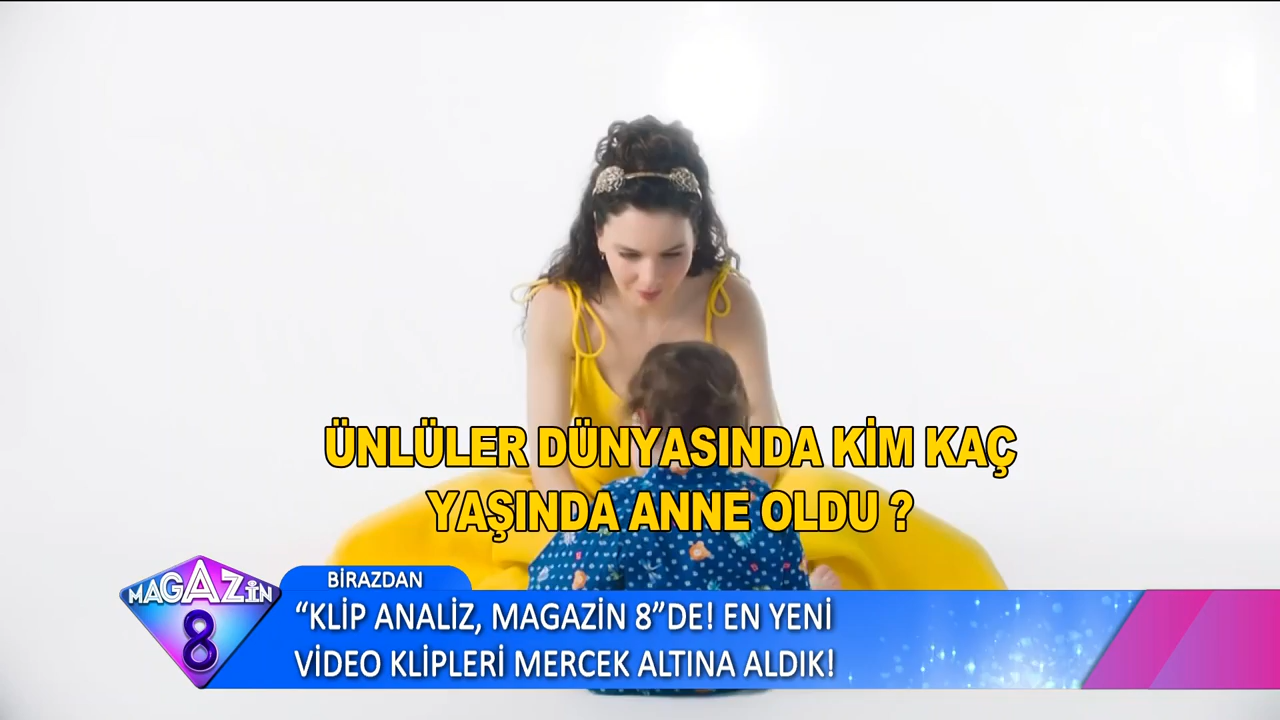 ÜNLÜLER DÜNYASINDA KİM KAÇ
YAŞINDA ANNE OLDU ?
BİRAZDAN
MAGAZİN
8
“KLİP ANALİZ, MAGAZİN 8”DE! EN YENİ
VİDEO KLİPLERİ MERCEK ALTINA ALDIK!